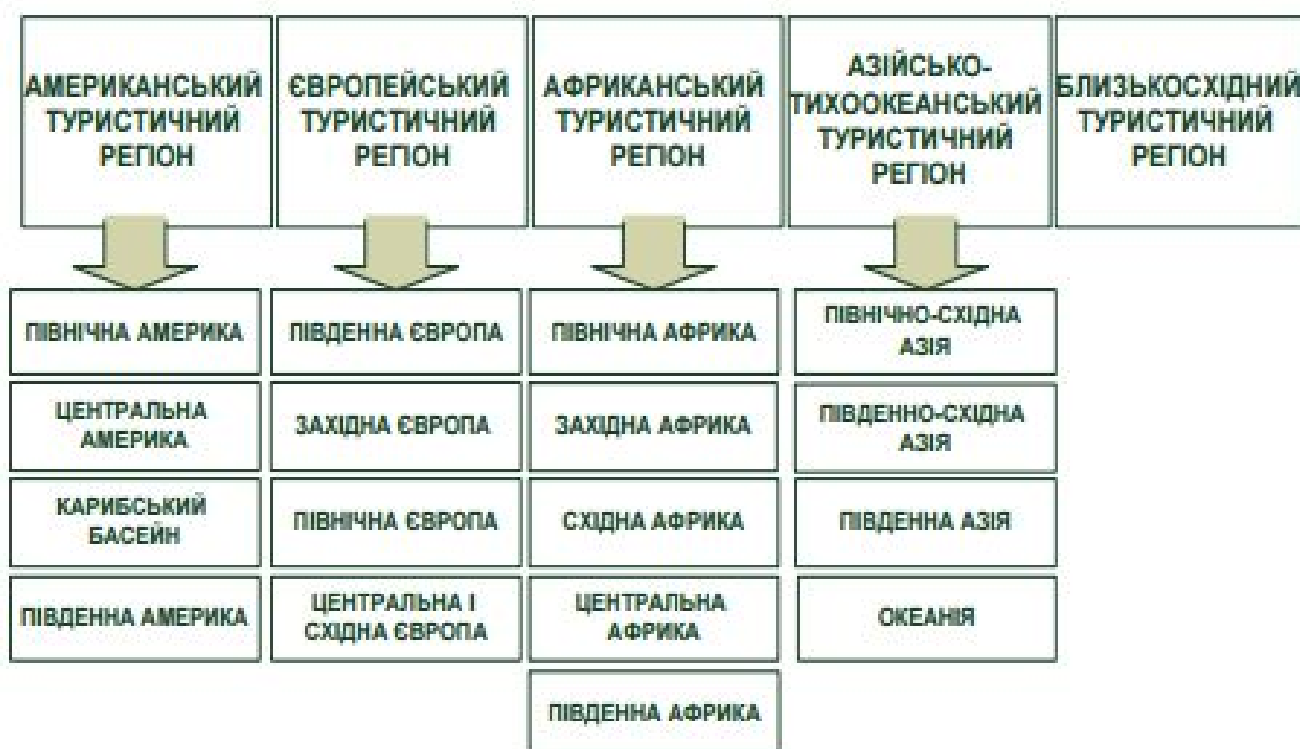 АМЕРИКАНСЬКИЙ
ТУРИСТИЧНИЙ
РЕГІОН
ЄВРОПЕЙСЬКИЙ
ТУРИСТИЧНИЙ
РЕГІОН
АФРИКАНСЬКИЙ
ТУРИСТИЧНИЙ
РЕГІОН
АЗІЙСЬКО-
ТИХООКЕАНСЬКИЙ
ТУРИСТИЧНИЙ
РЕГІОН
БЛИЗЬКОСХІДНИЙ
ТУРИСТИЧНИЙ
РЕГІОН
ПІВНІЧНА АМЕРИКА
ЦЕНТРАЛЬНА
АМЕРИКА
КАРИБСЬКИЙ
БАСЕЙН
ПІВДЕННА АМЕРИКА
ПІВДЕННА ЄВРОПА
ЗАХІДНА ЄВРОПА
ПІВНІЧНА ЄВРОПА
ЦЕНТРАЛЬНА І
СХІДНА ЄВРОПА
ПІВНІЧНА АФРИКА
ЗАХІДНА АФРИКА
СХІДНА АФРИКА
ЦЕНТРАЛЬНА
АФРИКА
ПІВДЕННА АФРИКА
ПІВНІЧНО-СХІДНА
АЗІЯ
ПІВДЕННО-СХІДНА
АЗІЯ
ПІВДЕННА АЗІЯ
ОКЕАНІЯ